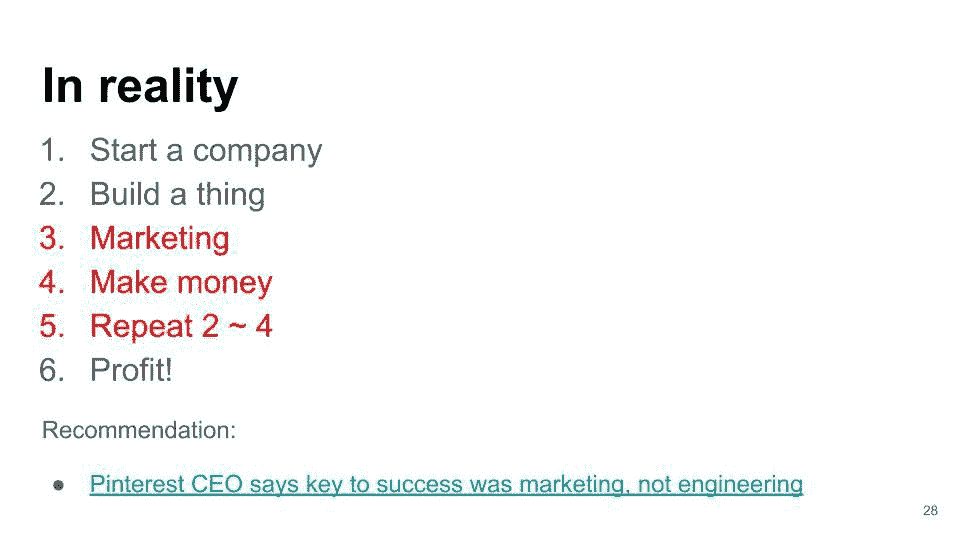 In reality
1. Start a company
2. Build a thing
3. Marketing
4. Make money
5. Repeat 2 ~ 4
6. Profit!
Recommendation:
● Pinterest CEO says key to success was marketing, not engineering
28